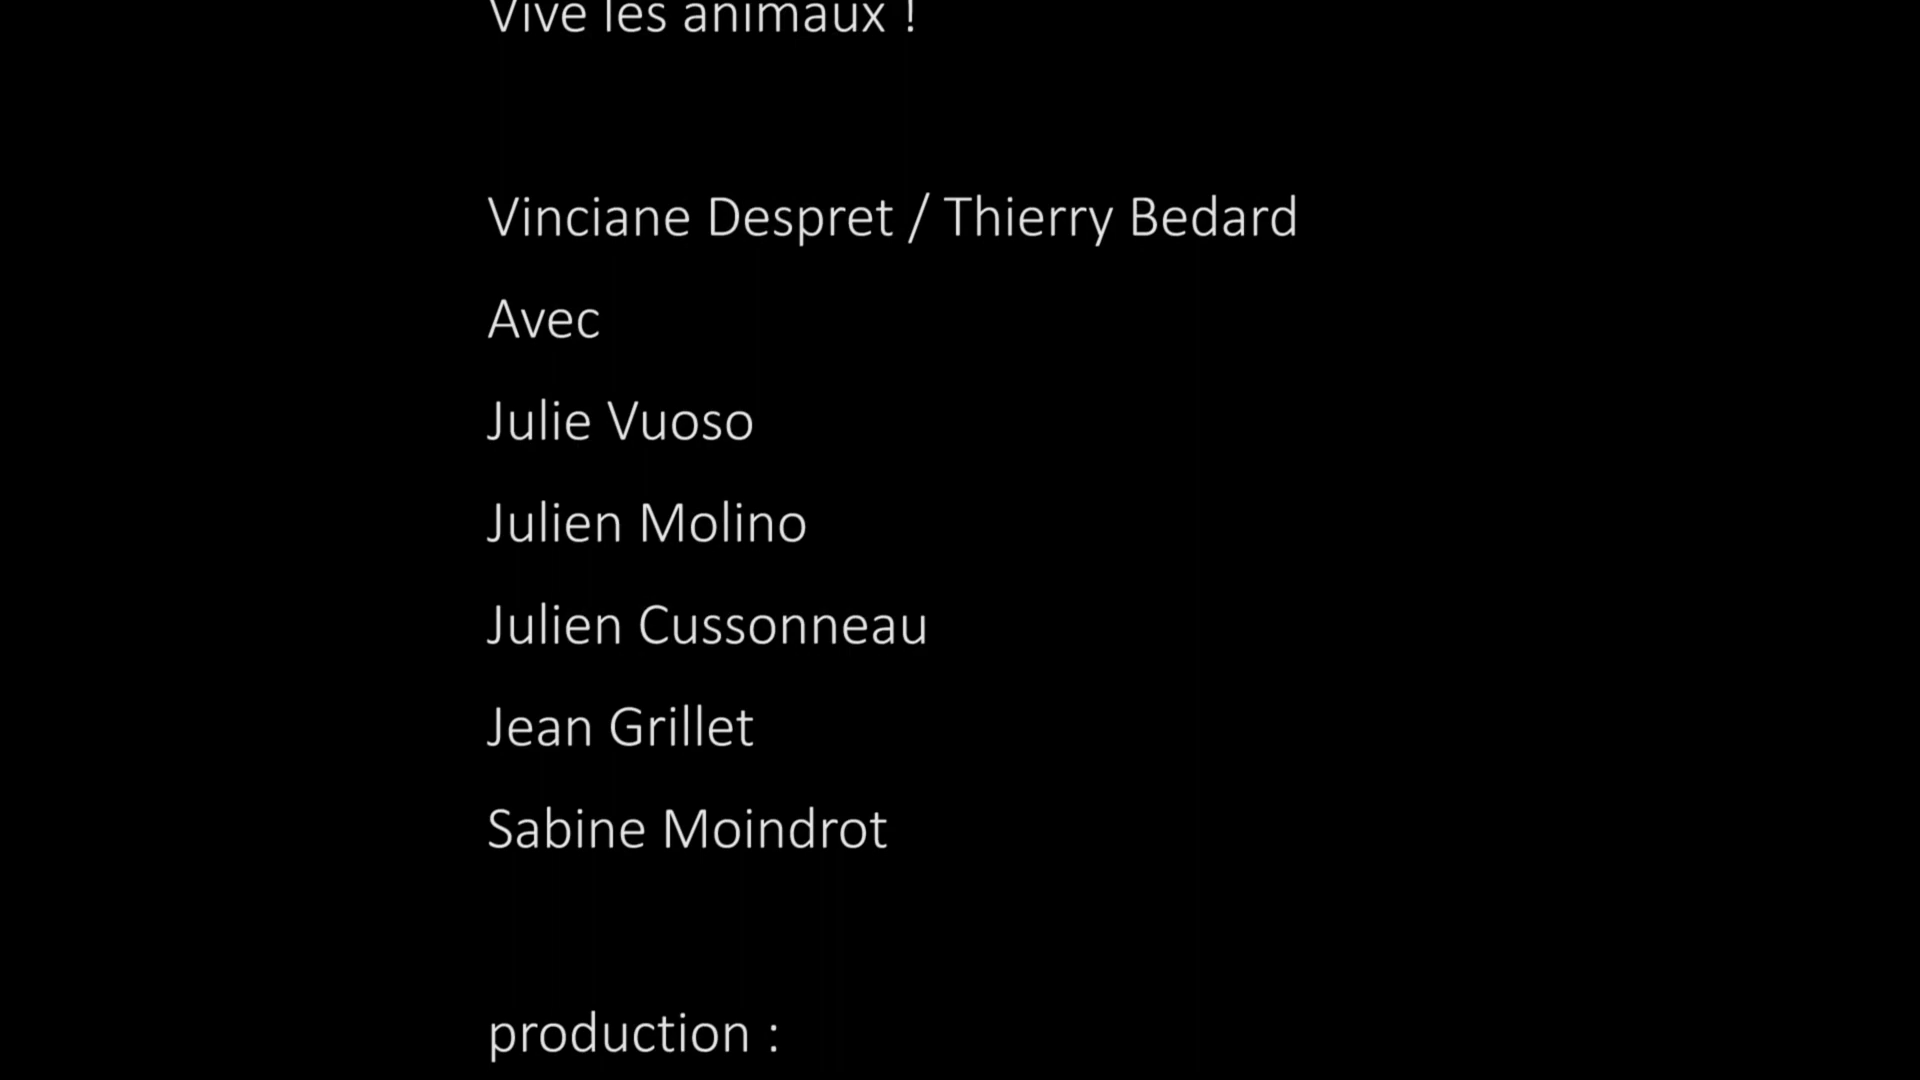 Vive les animaux !
Vinciane Despret / Thierry Bedard
Avec
Julie Vuoso
Julien Molino
Julien Cussonneau
Jean Grillet
Sabine Moindrot
production :